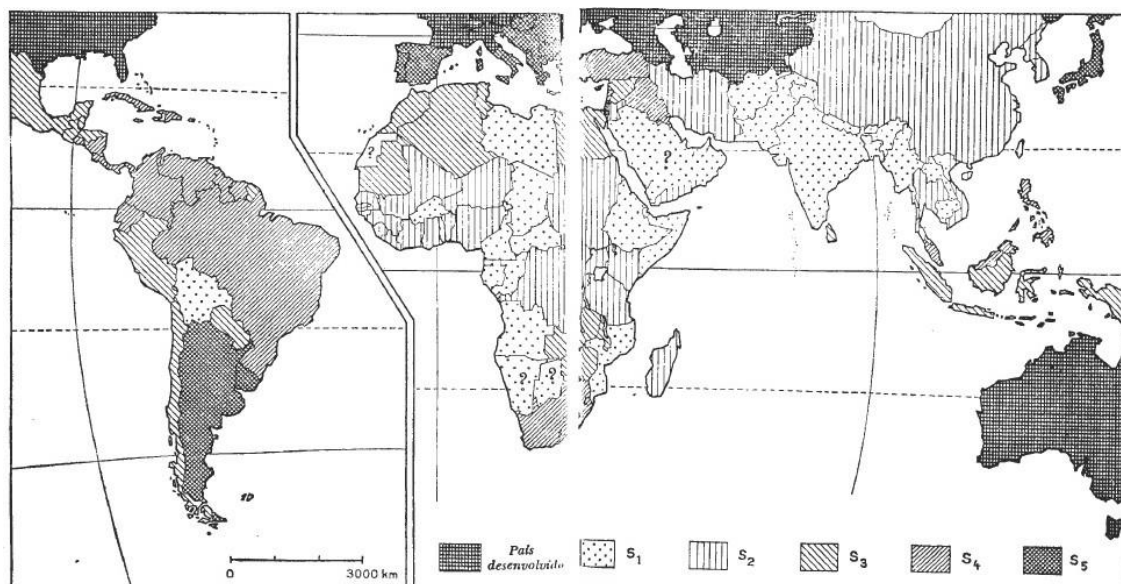 ?
?
?
?
0
3000 km
País
desenvolvido
S₁
S₂
S₃
S₄
S₅